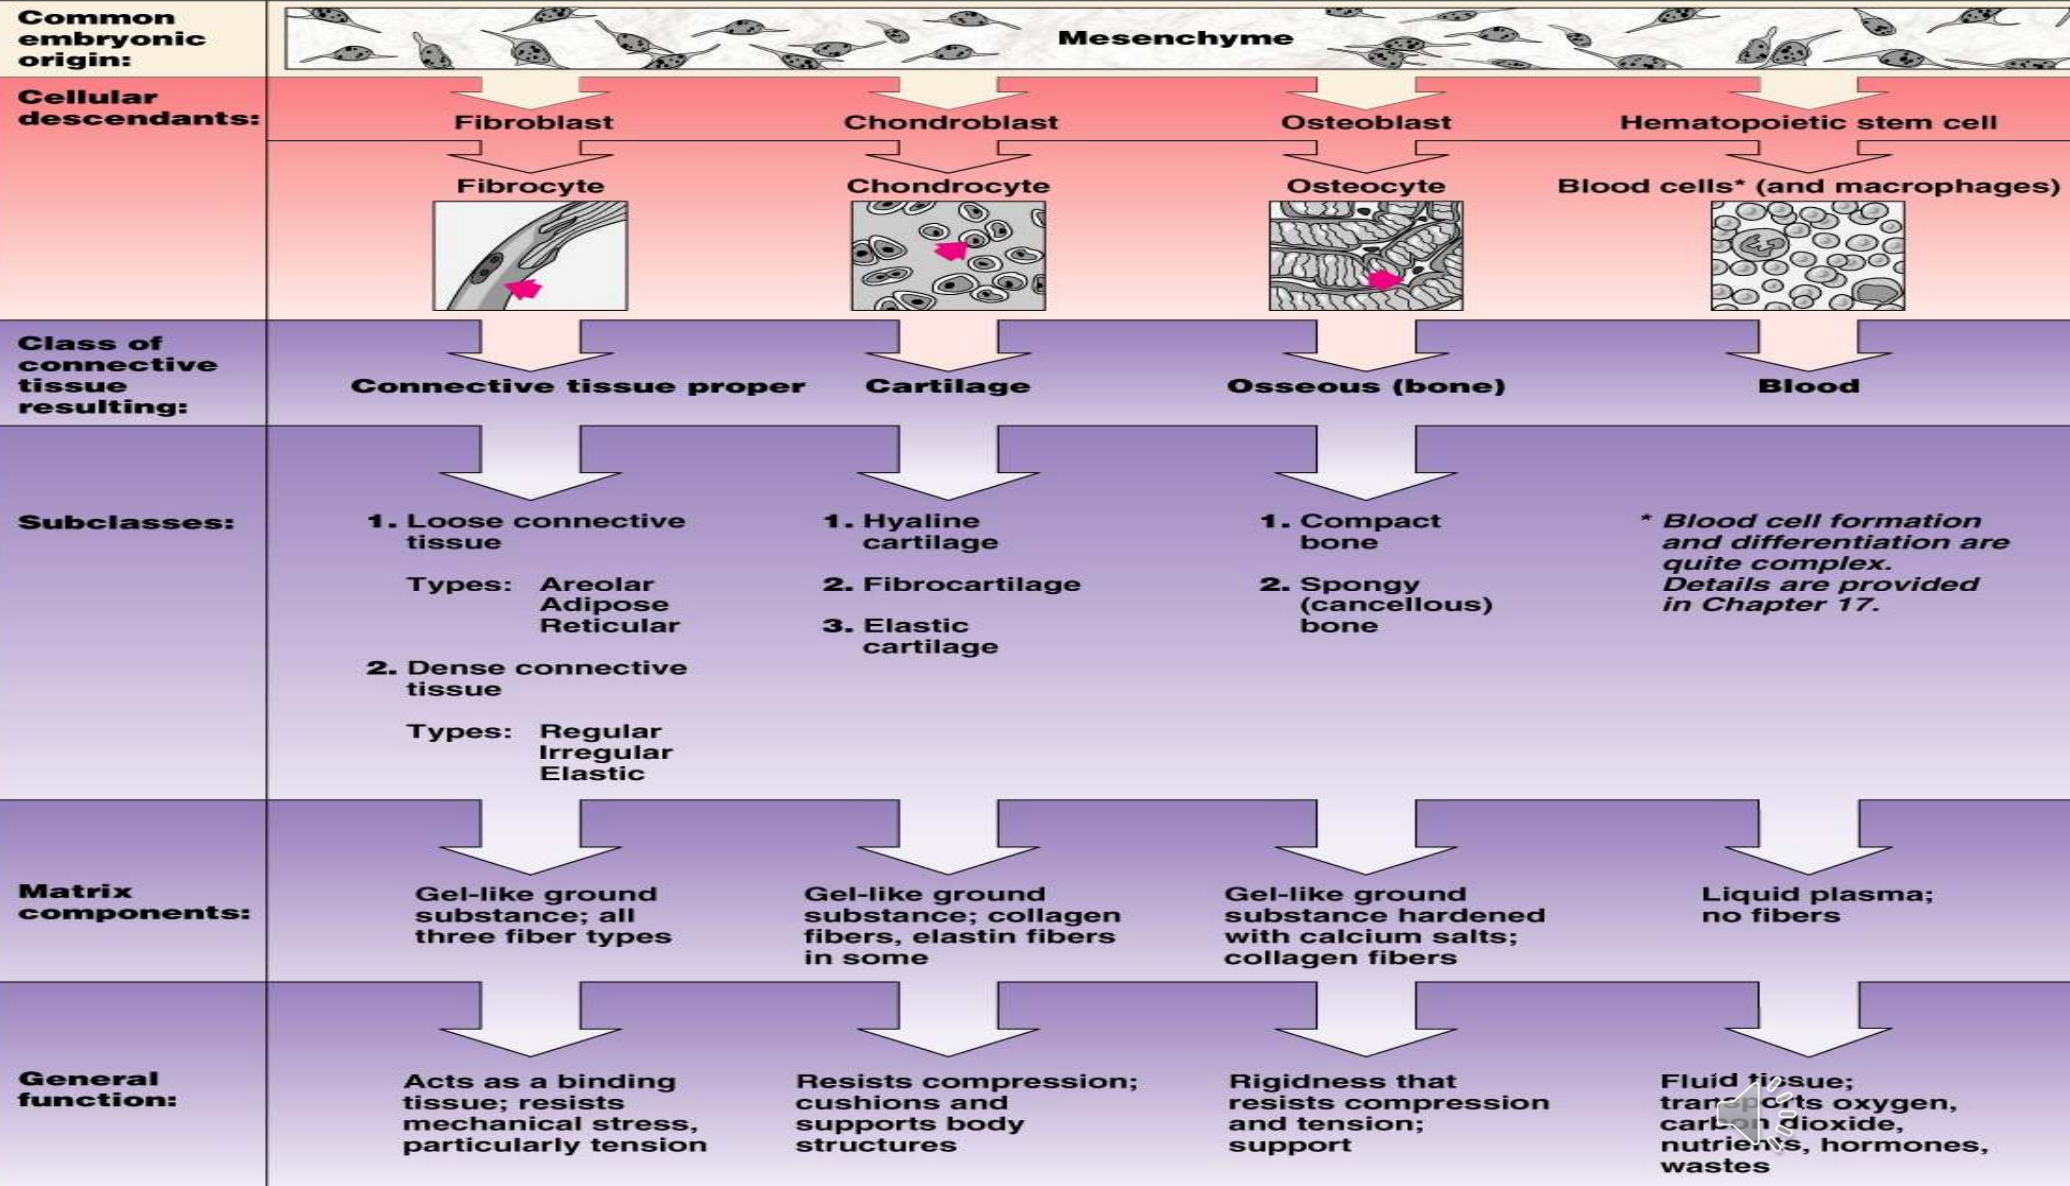 Common
embryonic
origin:
Mesenchyme
Cellular
descendants:
Fibroblast
Chondroblast
Osteoblast
Hematopoietic stem cell
Fibrocyte
Chondrocyte
Osteocyte
Blood cells* (and macrophages)
Class of
connective
tissue
resulting:
Connective tissue proper
Cartilage
Osseous (bone)
Blood
Subclasses:
1. Loose connective
tissue
Types: Areolar
Adipose
Reticular
2. Dense connective
tissue
Types: Regular
Irregular
Elastic
1. Hyaline
cartilage
2. Fibrocartilage
3. Elastic
cartilage
1. Compact
bone
2. Spongy
(cancellous)
bone
* Blood cell formation
and differentiation are
quite complex.
Details are provided
in Chapter 17.
Matrix
components:
Gel-like ground
substance; all
three fiber types
Gel-like ground
substance; collagen
fibers, elastin fibers
in some
Gel-like ground
substance hardened
with calcium salts;
collagen fibers
Liquid plasma;
no fibers
General
function:
Acts as a binding
tissue; resists
mechanical stress,
particularly tension
Resists compression;
cushions and
supports body
structures
Rigidness that
resists compression
and tension;
support
Fluid tissue;
transports oxygen,
carbon dioxide,
nutrients, hormones,
wastes